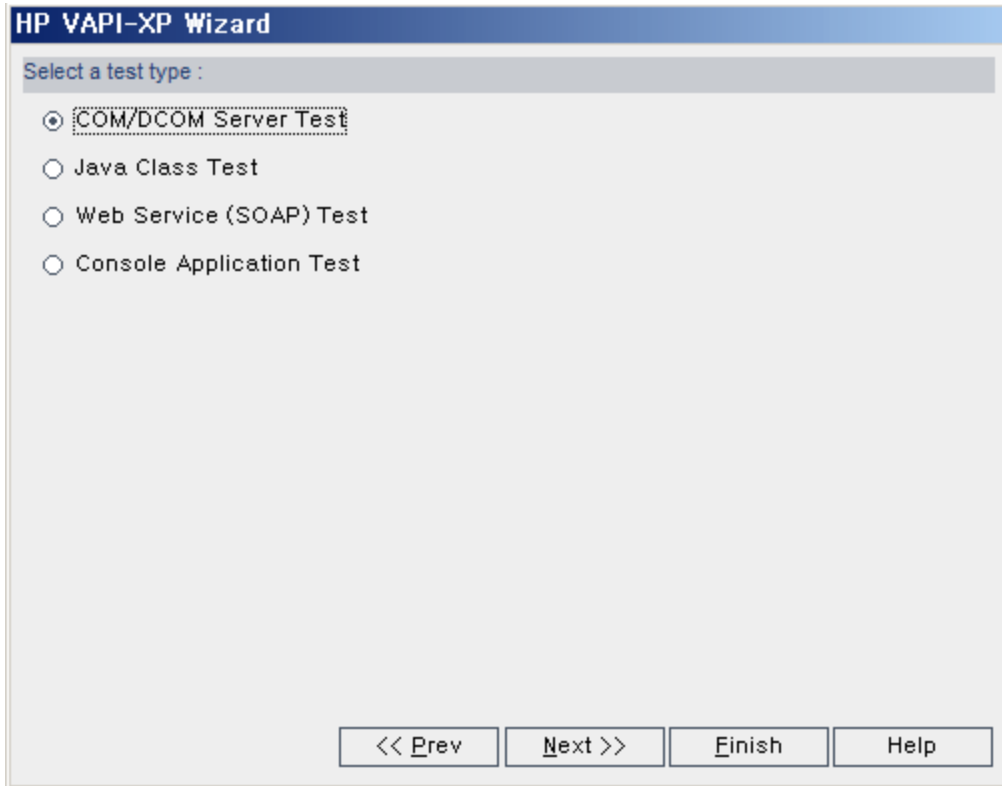 HP VAPI-XP Wizard
Select a test type :
COM/DCOM Server Test
Java Class Test
Web Service (SOAP) Test
Console Application Test
<< Prev Next >> Finish Help